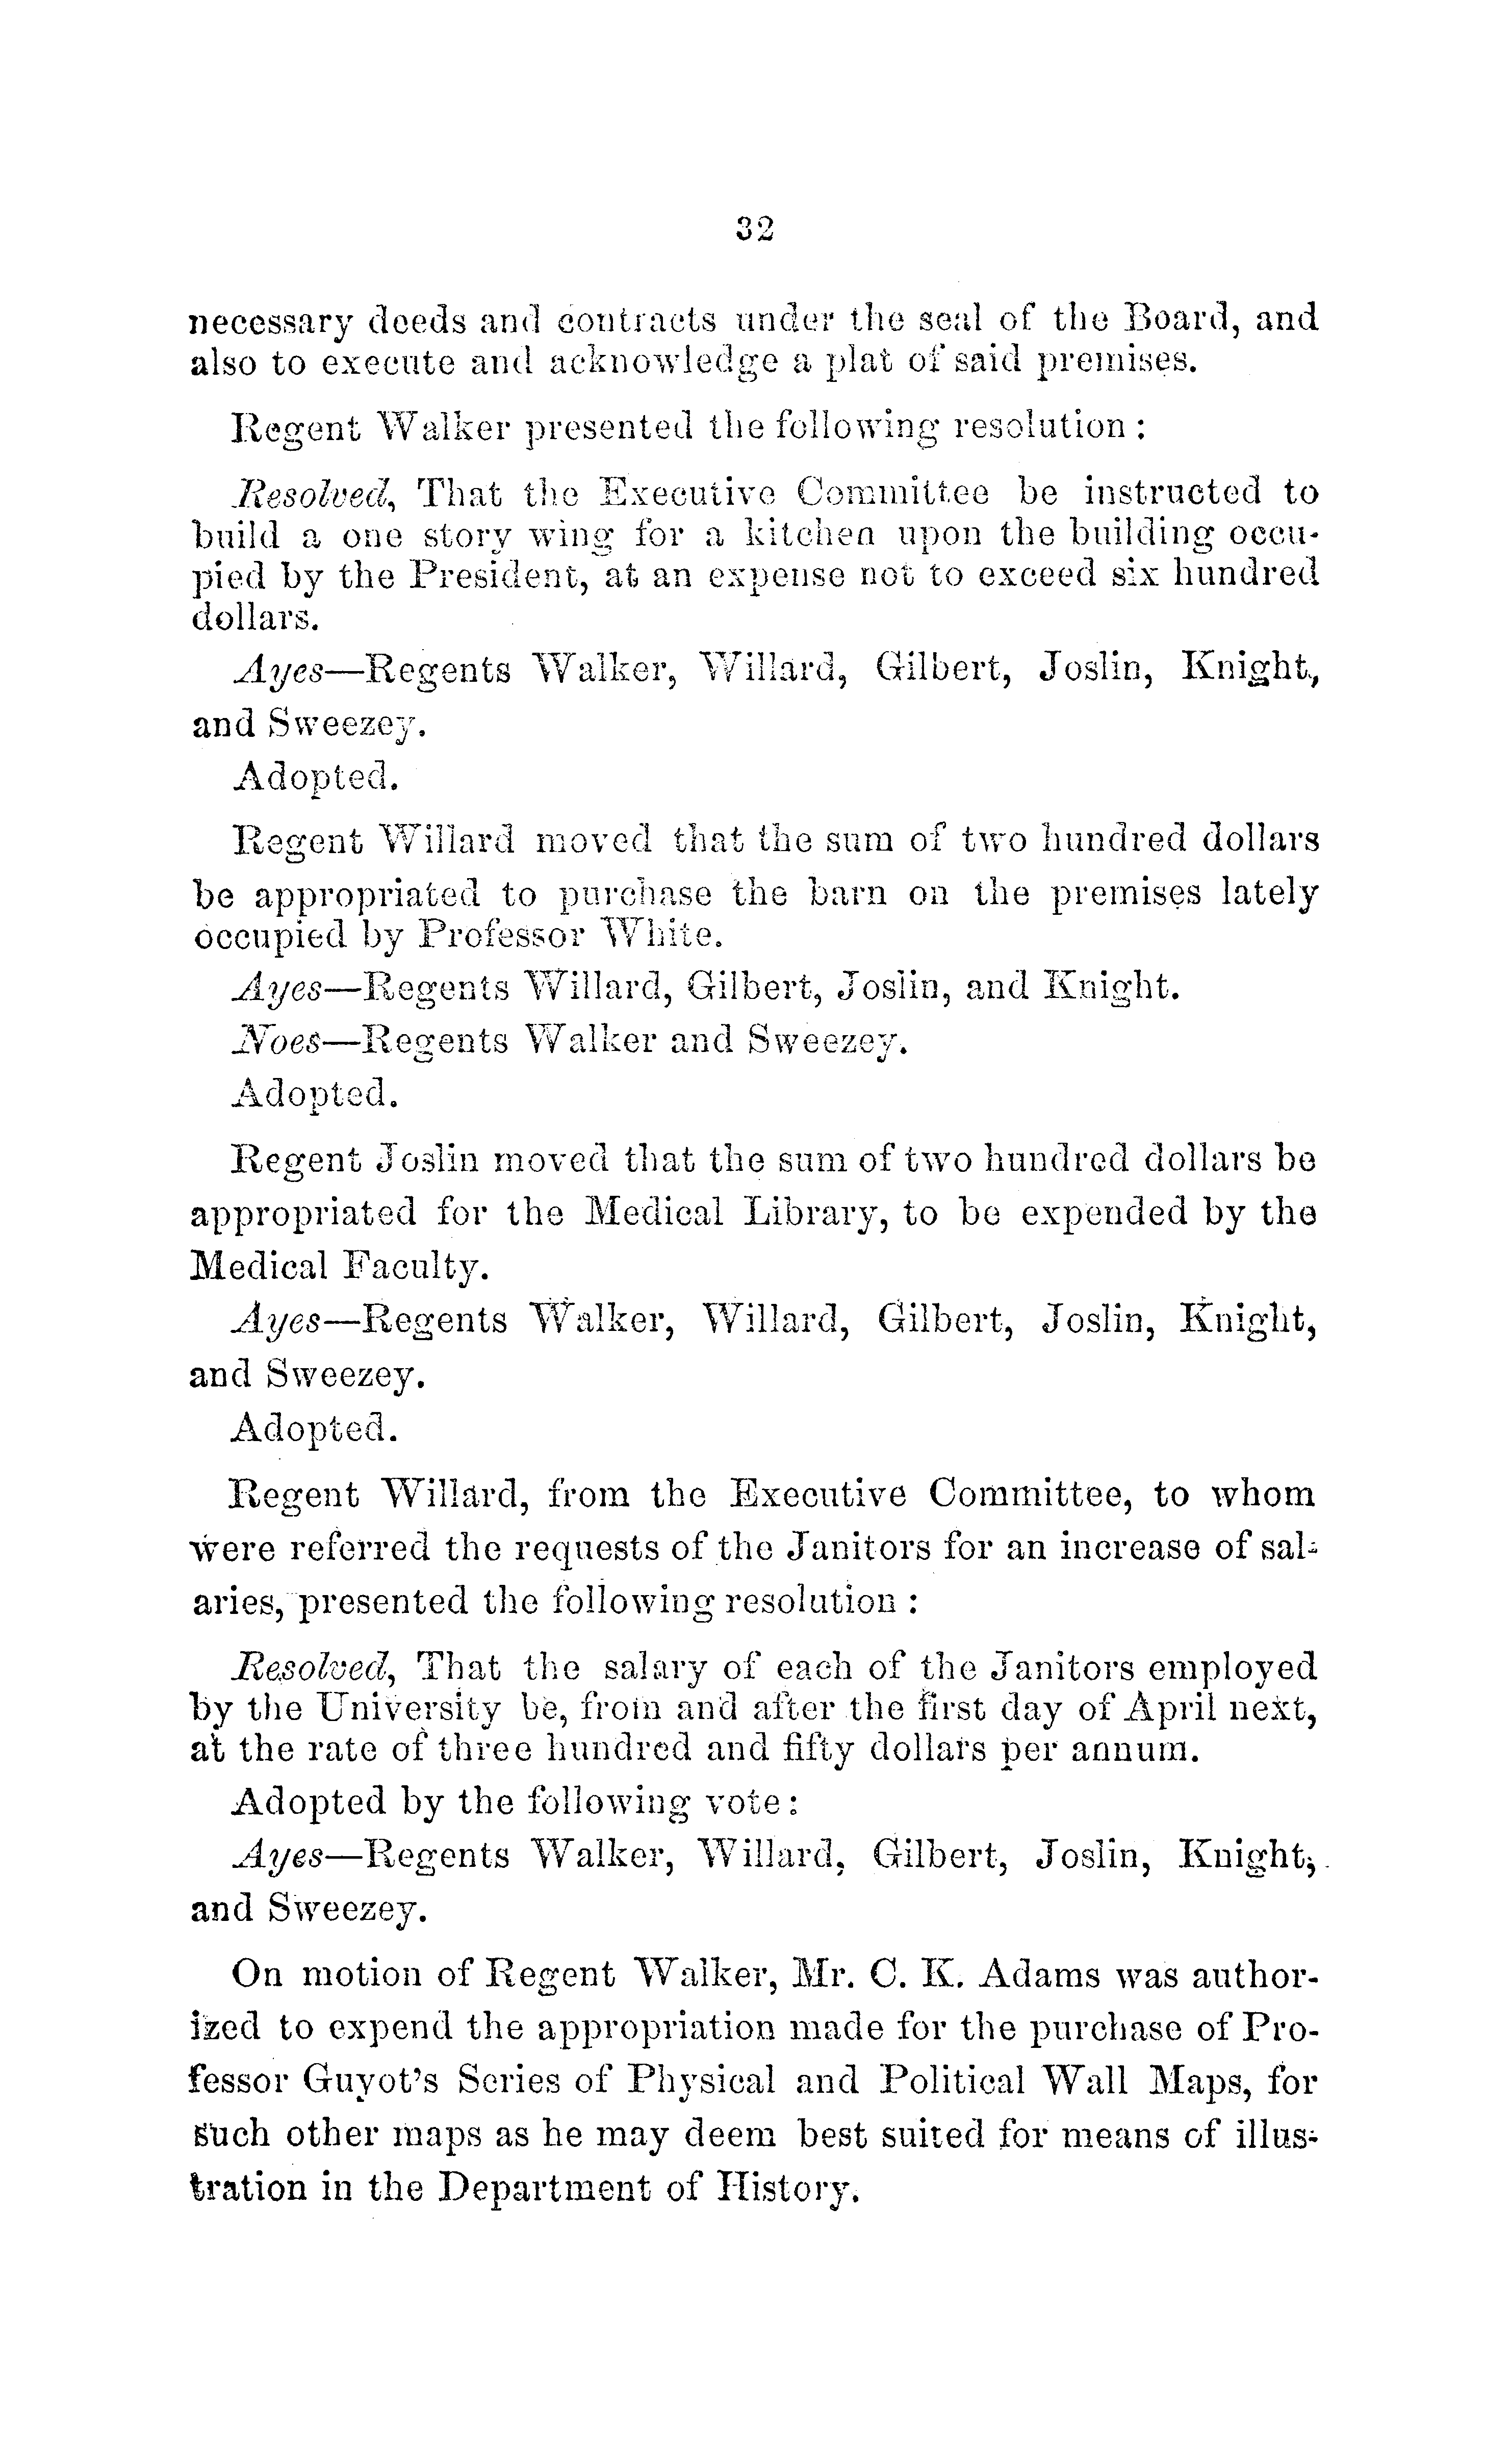 32
necessary deeds and contracts under the seal of the Board, and
also to execute and acknowledge a plat of said premises.
Regent Walker presented the following resolution :
Resolved, That the Executive Committee be instructed to
build a one story wing for a kitchen upon the building occu-
pied by the President, at an expense not to exceed six hundred
dollars.
Ayes—Regents Walker, Willard, Gilbert, Joslin, Knight,
and Sweezey.
Adopted.
Regent Willard moved that the sum of two hundred dollars
be appropriated to purchase the barn on the premises lately
occupied by Professor White.
Ayes—Regents Willard, Gilbert, Joslin, and Knight.
Noes—Regents Walker and Sweezey.
Adopted.
Regent Joslin moved that the sum of two hundred dollars be
appropriated for the Medical Library, to be expended by the
Medical Faculty.
Ayes—Regents Walker, Willard, Gilbert, Joslin, Knight,
and Sweezey.
Adopted.
Regent Willard, from the Executive Committee, to whom
were referred the requests of the Janitors for an increase of sal-
aries, presented the following resolution :
Resolved, That the salary of each of the Janitors employed
by the University be, from and after the first day of April next,
at the rate of three hundred and fifty dollars per annum.
Adopted by the following vote:
Ayes—Regents Walker, Willard, Gilbert, Joslin, Knight,
and Sweezey.
On motion of Regent Walker, Mr. C. K. Adams was author-
ized to expend the appropriation made for the purchase of Pro-
fessor Guyot's Series of Physical and Political Wall Maps, for
such other maps as he may deem best suited for means of illus-
tration in the Department of History.